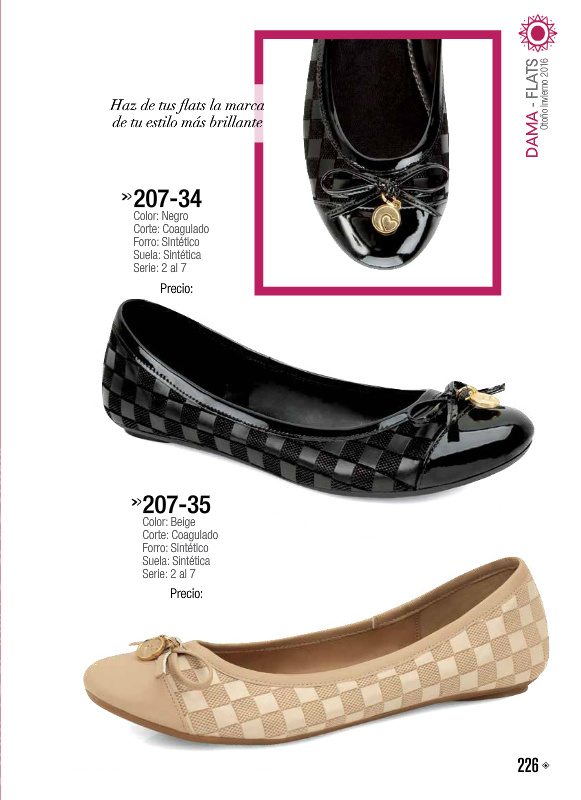 DAMA - FLATS
Otoño Invierno 2016
Haz de tus flats la marca
de tu estilo más brillante
207-34
Color: Negro
Corte: Coagulado
Forro: Sintético
Suela: Sintética
Serie: 2 al 7
Precio:
207-35
Color: Beige
Corte: Coagulado
Forro: Sintético
Suela: Sintética
Serie: 2 al 7
Precio:
226